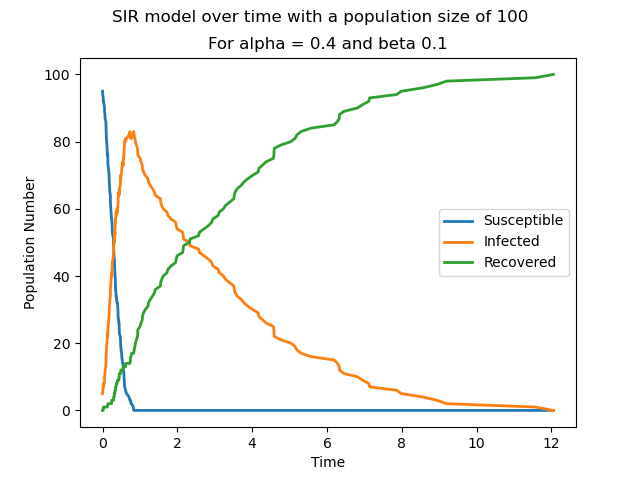 SIR model over time with a population size of 100
For alpha = 0.4 and beta 0.1
100
80
60
40
20
0
Population Number
Susceptible
Infected
Recovered
0 2 4 6 8 10 12
Time